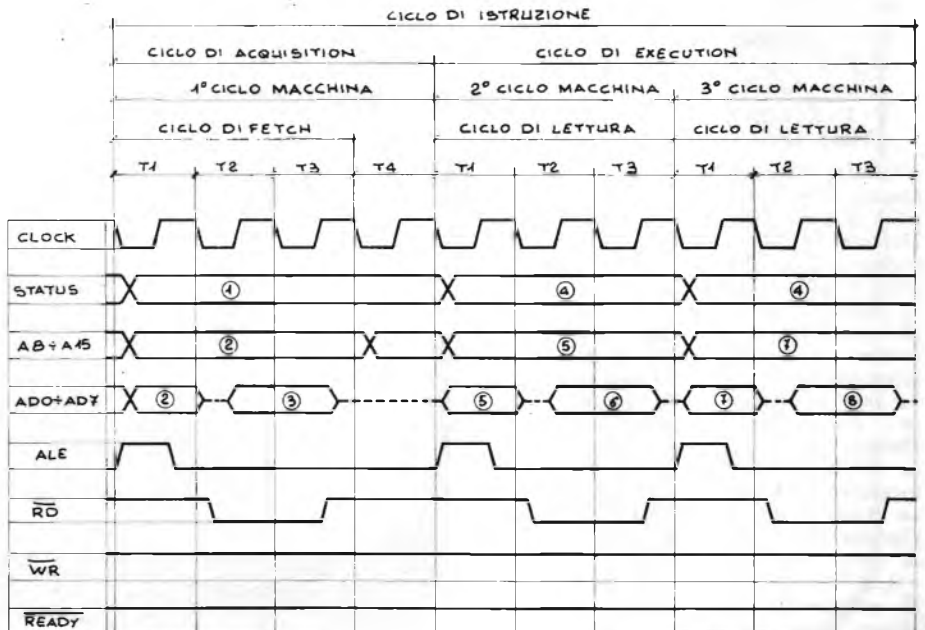 CICLO DI ISTRUZIONE
CICLO DI ACQUISITION CICLO DI EXECUTION
1° CICLO MACCHINA 2° CICLO MACCHINA 3° CICLO MACCHINA
CICLO DI FETCH CICLO DI LETTURA CICLO DI LETTURA
T1 T2 T3 T4 T1 T2 T3 T1 T2 T3
CLOCK
STATUS 1 4 4
A8÷A15 2 5 7
AD0÷AD7 2 3 5 6 7 8
ALE
RD
WR
READY